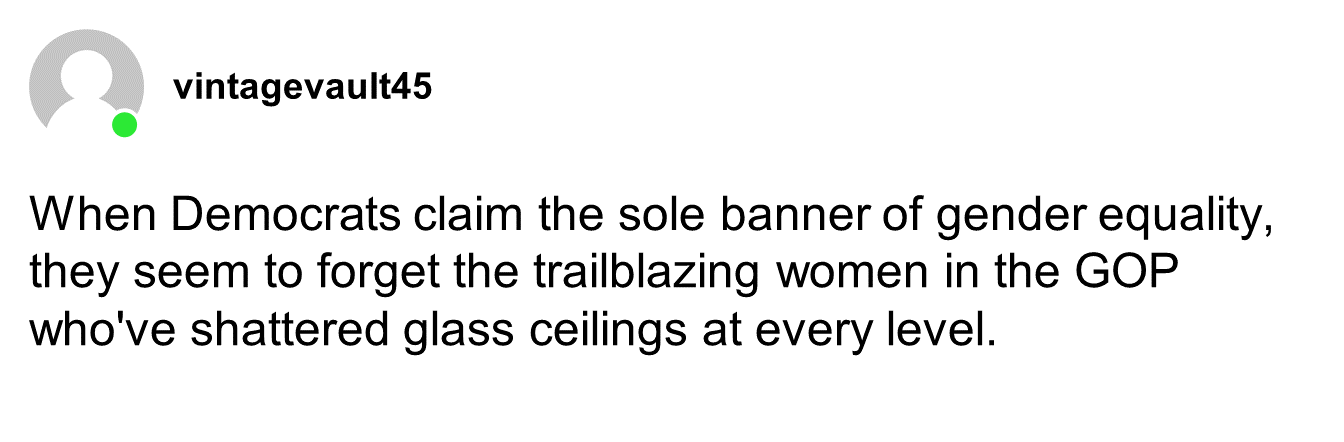 vintagevault45
When Democrats claim the sole banner of gender equality,
they seem to forget the trailblazing women in the GOP
who've shattered glass ceilings at every level.